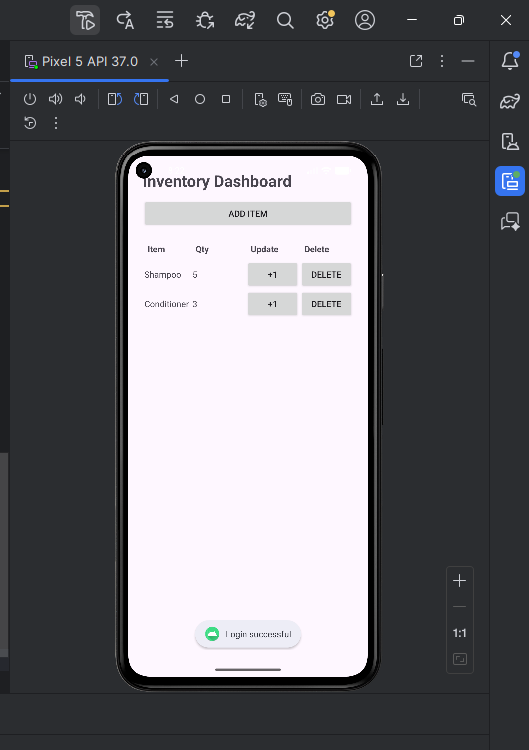 Pixel 5 API 37.0
Inventory Dashboard
ADD ITEM
Item Qty Update Delete
Shampoo 5 +1 DELETE
Conditioner 3 +1 DELETE
Login successful
1:1